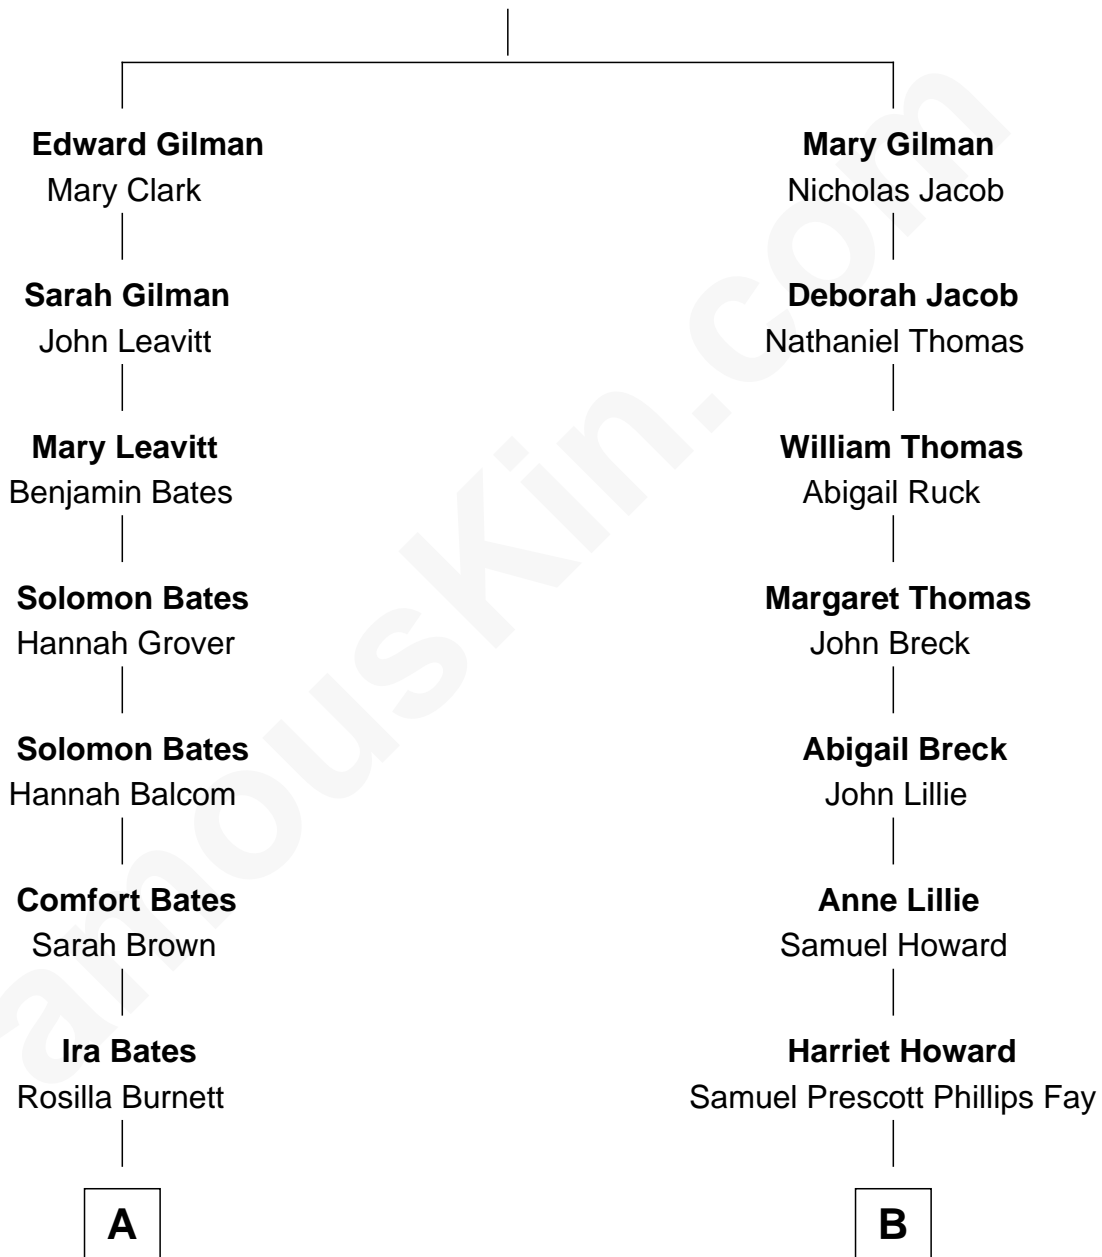 Edward Gilman
Mary Clark
Sarah Gilman
John Leavitt
Mary Leavitt
Benjamin Bates
Solomon Bates
Hannah Grover
Solomon Bates
Hannah Balcom
Comfort Bates
Sarah Brown
Ira Bates
Rosilla Burnett
A
Mary Gilman
Nicholas Jacob
Deborah Jacob
Nathaniel Thomas
William Thomas
Abigail Ruck
Margaret Thomas
John Breck
Abigail Breck
John Lillie
Anne Lillie
Samuel Howard
Harriet Howard
Samuel Prescott Phillips Fay
B
amouskin.com